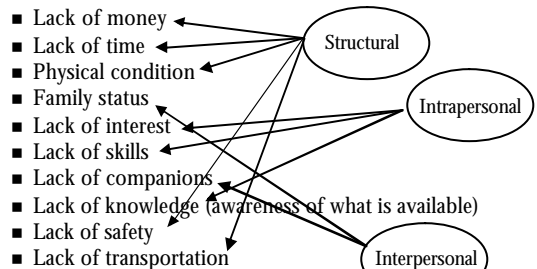 ▪ Lack of money
▪ Lack of time
▪ Physical condition
▪ Family status
▪ Lack of interest
▪ Lack of skills
▪ Lack of companions
▪ Lack of knowledge (awareness of what is available)
▪ Lack of safety
▪ Lack of transportation
Structural
Intrapersonal
Interpersonal